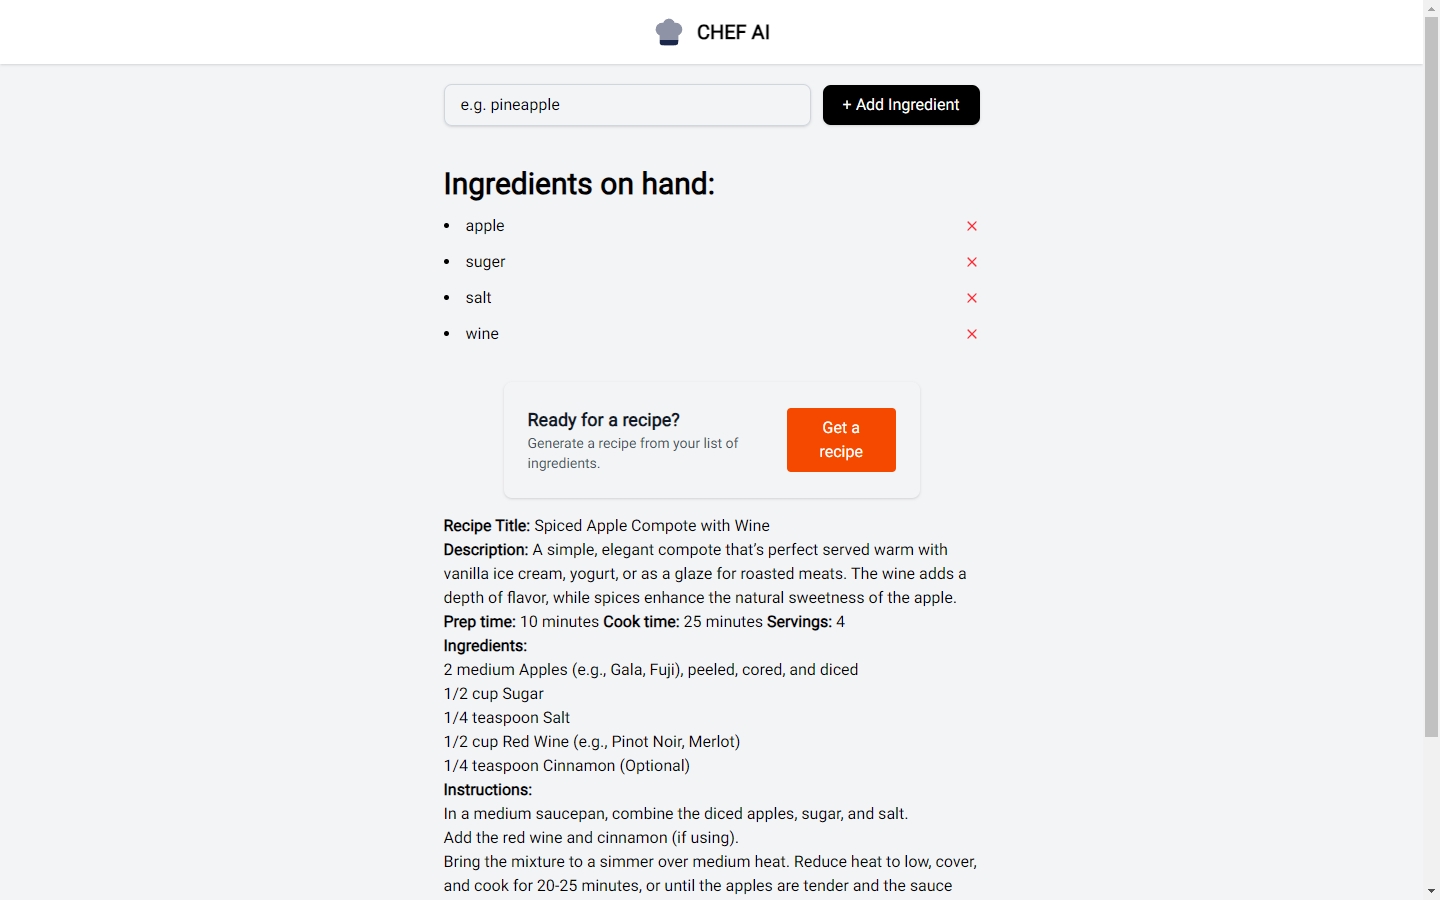 CHEF AI
e.g. pineapple
+ Add Ingredient
Ingredients on hand:
• apple
• suger
• salt
• wine
Ready for a recipe?
Generate a recipe from your list of
ingredients.
Get a
recipe
Recipe Title: Spiced Apple Compote with Wine
Description: A simple, elegant compote that’s perfect served warm with
vanilla ice cream, yogurt, or as a glaze for roasted meats. The wine adds a
depth of flavor, while spices enhance the natural sweetness of the apple.
Prep time: 10 minutes Cook time: 25 minutes Servings: 4
Ingredients:
2 medium Apples (e.g., Gala, Fuji), peeled, cored, and diced
1/2 cup Sugar
1/4 teaspoon Salt
1/2 cup Red Wine (e.g., Pinot Noir, Merlot)
1/4 teaspoon Cinnamon (Optional)
Instructions:
In a medium saucepan, combine the diced apples, sugar, and salt.
Add the red wine and cinnamon (if using).
Bring the mixture to a simmer over medium heat. Reduce heat to low, cover,
and cook for 20-25 minutes, or until the apples are tender and the sauce